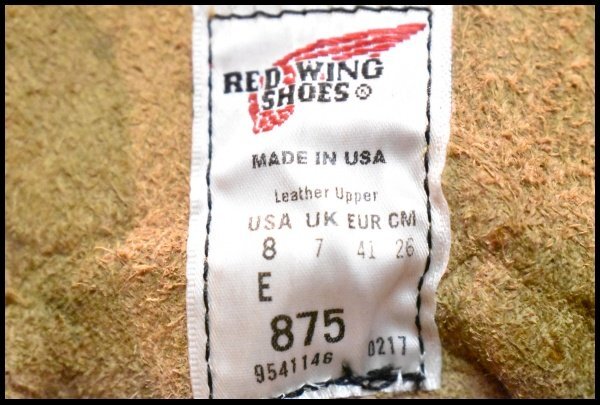 RED WING
SHOES®
MADE IN USA
Leather Upper
USA UK EUR CM
8 7 41 26
E
875
9541146 0217